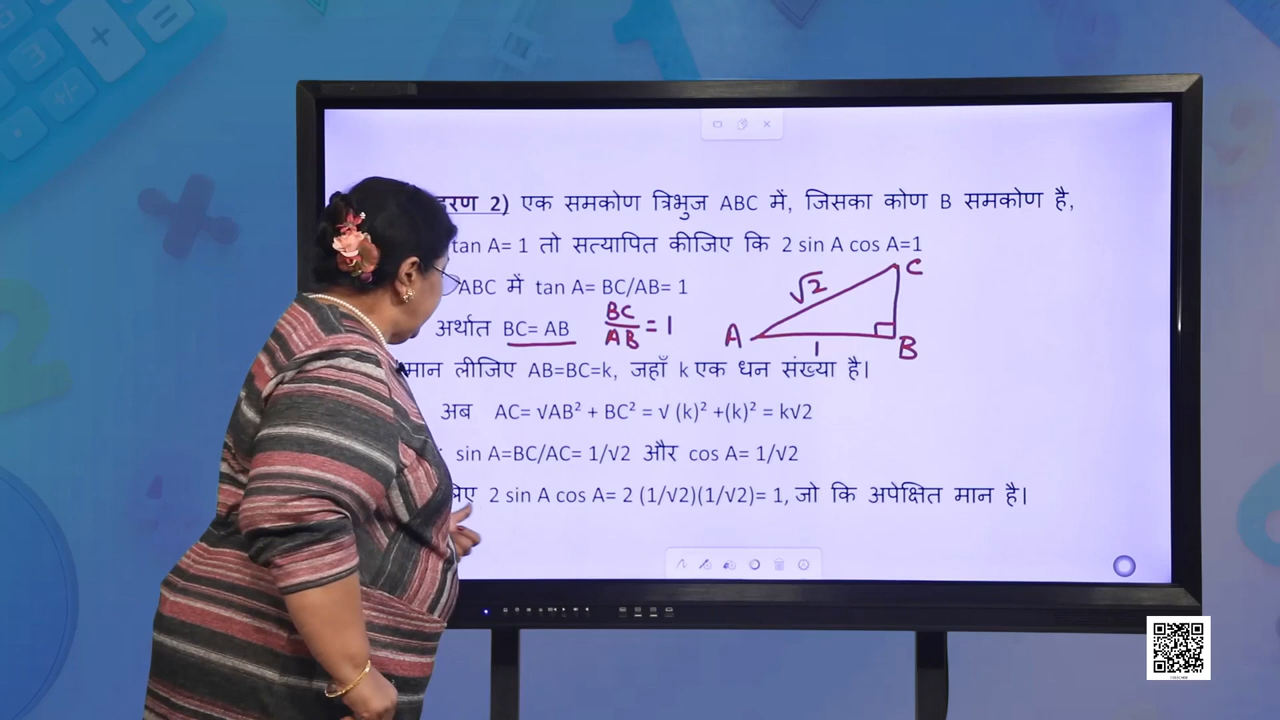 हरण 2) एक समकोण त्रिभुज ABC में, जिसका कोण B समकोण है,
tan A= 1 तो सत्यापित कीजिए कि 2 sin A cos A=1
ABC में tan A= BC/AB= 1
अर्थात BC= AB
BC/AB = 1
√2
A
1
B
C
मान लीजिए AB=BC=k, जहाँ k एक धन संख्या है।
अब AC= √AB² + BC² = √ (k)² +(k)² = k√2
sin A=BC/AC= 1/√2 और cos A= 1/√2
लिए 2 sin A cos A= 2 (1/√2)(1/√2)= 1, जो कि अपेक्षित मान है।